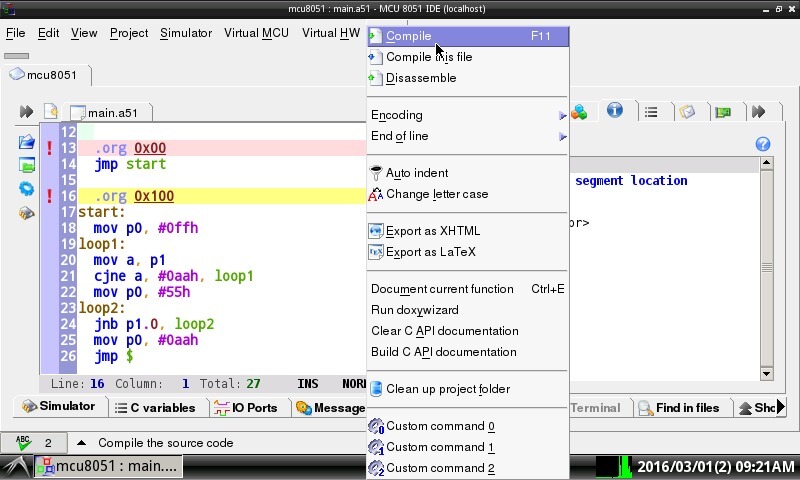 mcu8051 : main.a51 - MCU 8051 IDE (localhost)
File Edit View Project Simulator Virtual MCU Virtual HW
Compile F11
Compile this file
Disassemble
Encoding
End of line
Auto indent
Change letter case
Export as XHTML
Export as LaTeX
Document current function Ctrl+E
Run doxywizard
Clear C API documentation
Build C API documentation
Clean up project folder
Custom command 0
Custom command 1
Custom command 2
mcu8051
main.a51
12
! 13 .org 0x00
14 jmp start
15
! 16 .org 0x100
17 start:
18 mov p0, #0ffh
19 loop1:
20 mov a, p1
21 cjne a, #0aah, loop1
22 mov p0, #55h
23 loop2:
24 jnb p1.0, loop2
25 mov p0, #0aah
26 jmp $
segment location
or>
Line: 16 Column: 1 Total: 27 INS NOR
Simulator C variables IO Ports Message Terminal Find in files Sho
ABC 2 Compile the source code
mcu8051 : main.... 2016/03/01(2) 09:21AM